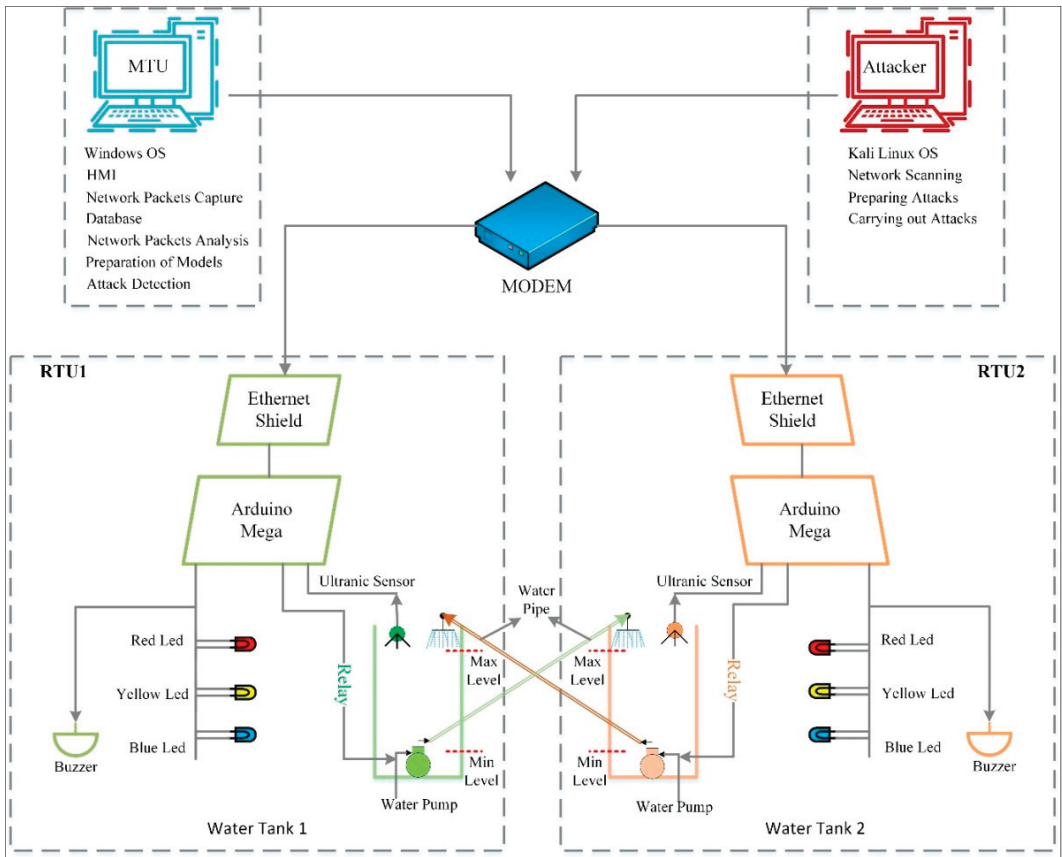 MTU
Windows OS
HMI
Network Packets Capture
Database
Network Packets Analysis
Preparation of Models
Attack Detection
Attacker
Kali Linux OS
Network Scanning
Preparing Attacks
Carrying out Attacks
MODEM
RTU1
Ethernet
Shield
Arduino
Mega
Ultranic Sensor
Red Led
Yellow Led
Blue Led
Buzzer
Relay
Max
Level
Min
Level
Water Pump
Water Tank 1
Water
Pipe
RTU2
Ethernet
Shield
Arduino
Mega
Ultranic Sensor
Max
Level
Min
Level
Relay
Red Led
Yellow Led
Blue Led
Buzzer
Water Pump
Water Tank 2